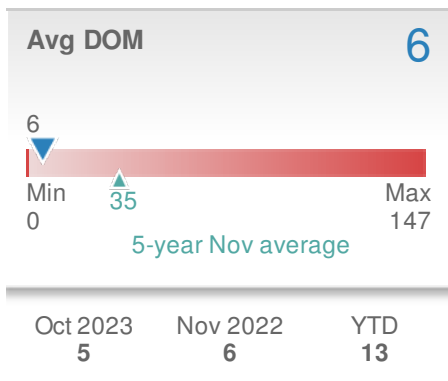 Avg DOM 6
6
Min Max
0 35 147
5-year Nov average
Oct 2023 Nov 2022 YTD
5 6 13